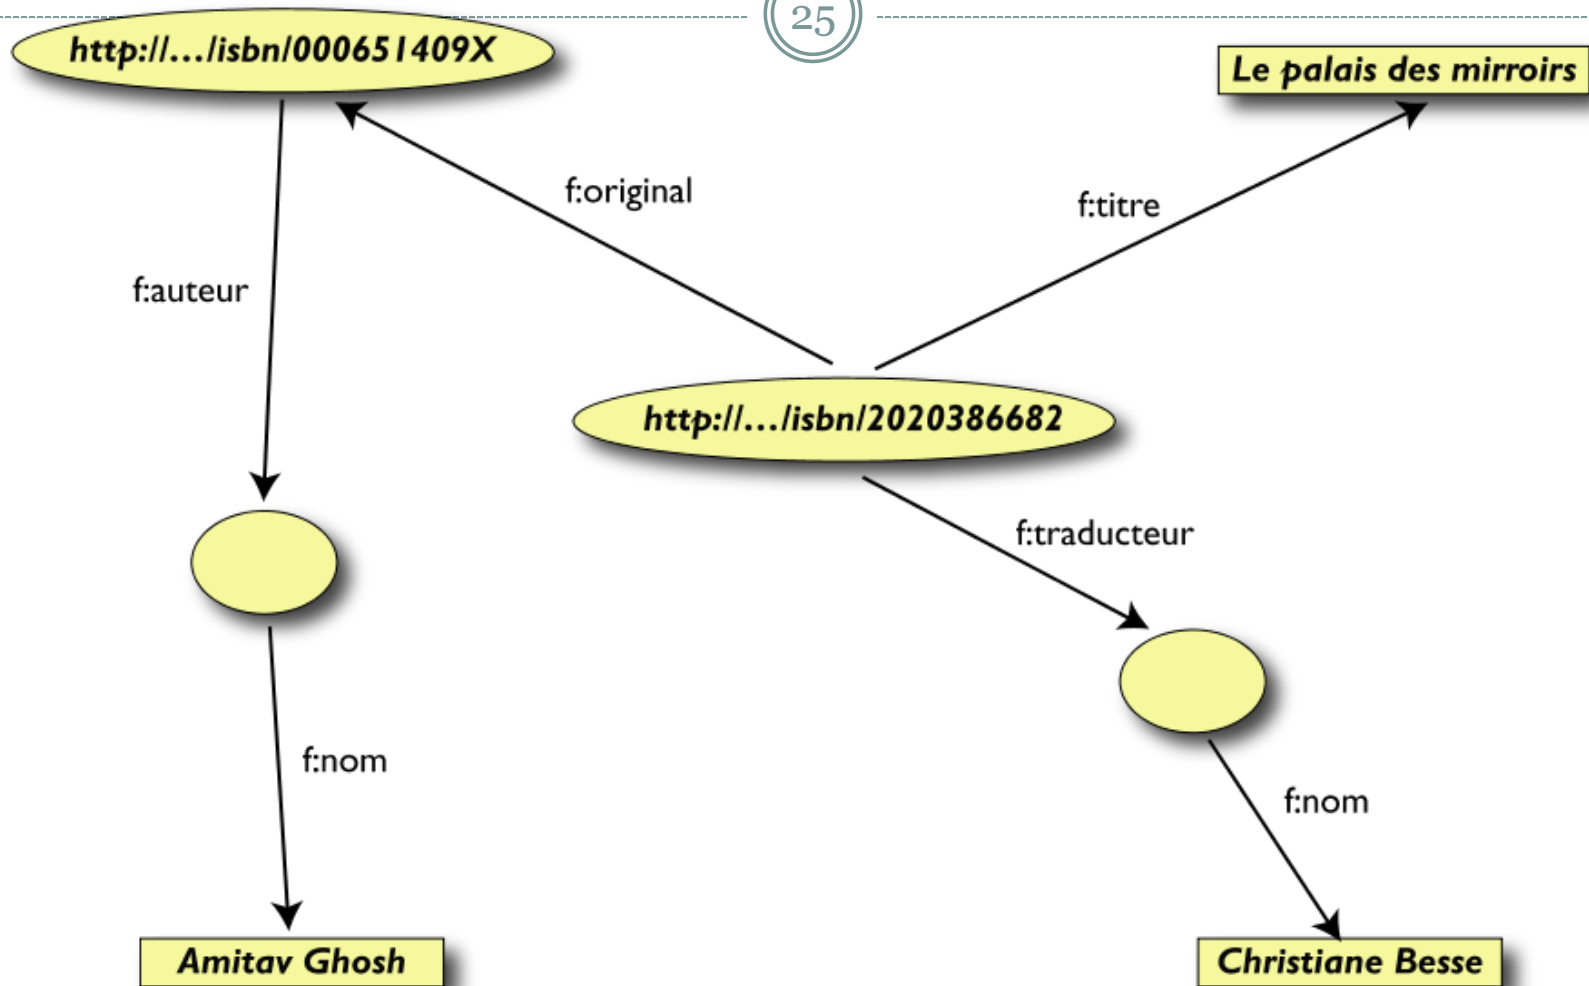 25
http://…/isbn/000651409X
Le palais des mirroirs
f:original
f:titre
f:auteur
http://…/isbn/2020386682
f:traducteur
f:nom
f:nom
Amitav Ghosh
Christiane Besse